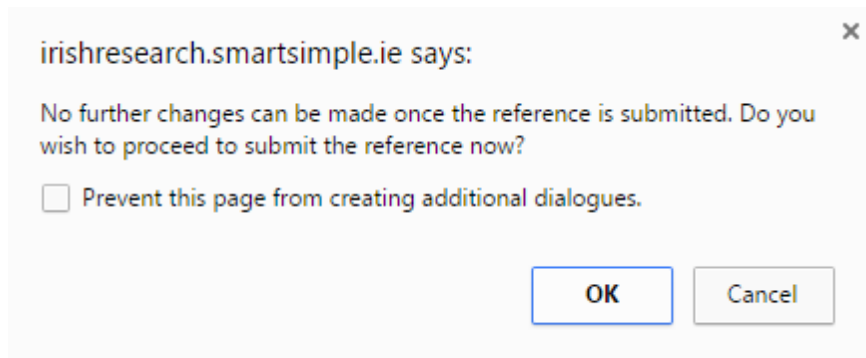 irishresearch.smartsimple.ie says:
No further changes can be made once the reference is submitted. Do you
wish to proceed to submit the reference now?
Prevent this page from creating additional dialogues.
OK
Cancel